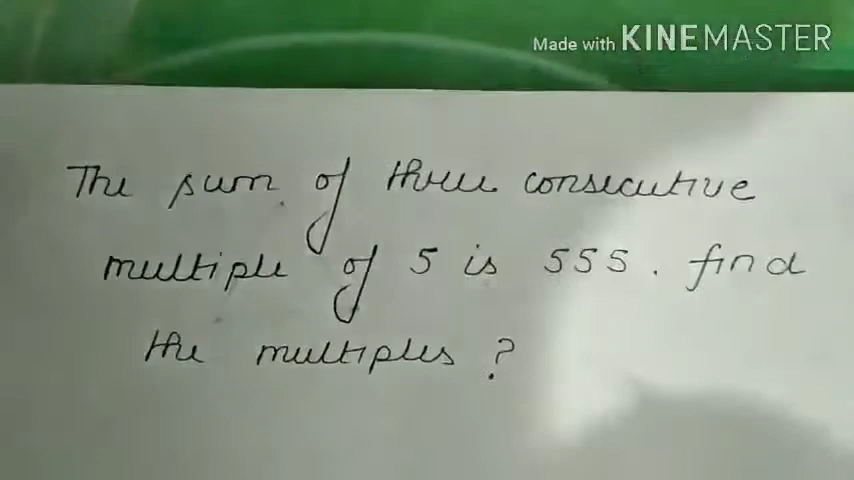 Made with KINEMASTER
The sum of three consecutive
multiple of 5 is 555. find
the multiples ?